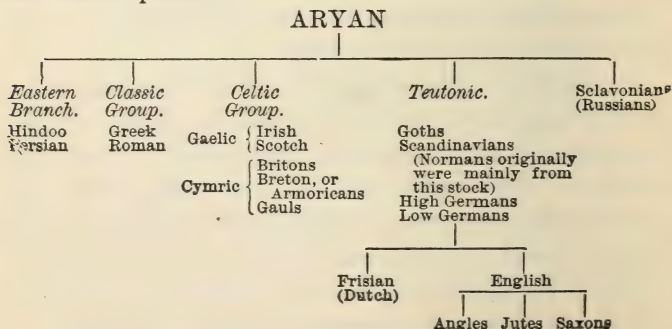 ARYAN
Eastern Branch.
Hindoo
Persian
Classic Group.
Greek
Roman
Celtic Group.
Gaelic { Irish
Scotch
Cymric { Britons
Breton, or
Armoricans
Gauls
Teutonic.
Goths
Scandinavians
(Normans originally
were mainly from
this stock)
High Germans
Low Germans
Sclavonians
(Russians)
Frisian
(Dutch)
English
Angles Jutes Saxons